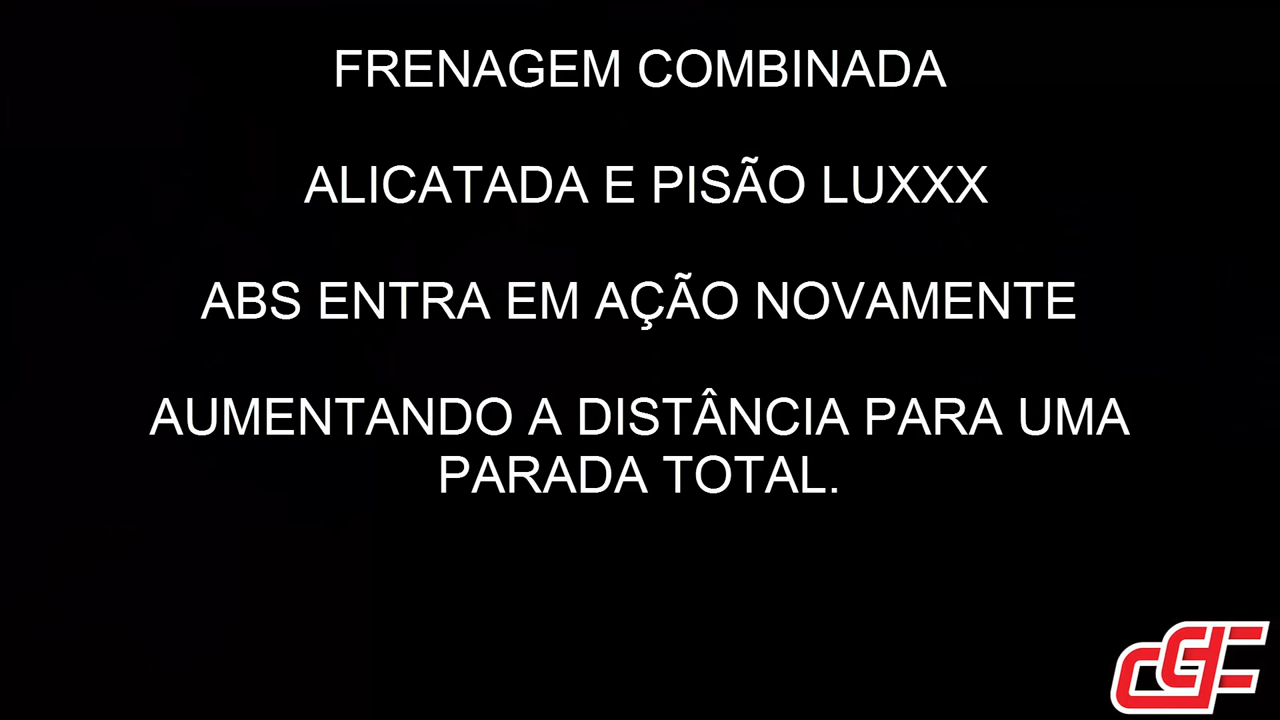 FRENAGEM COMBINADA
ALICATADA E PISÃO LUXXX
ABS ENTRA EM AÇÃO NOVAMENTE
AUMENTANDO A DISTÂNCIA PARA UMA
PARADA TOTAL.